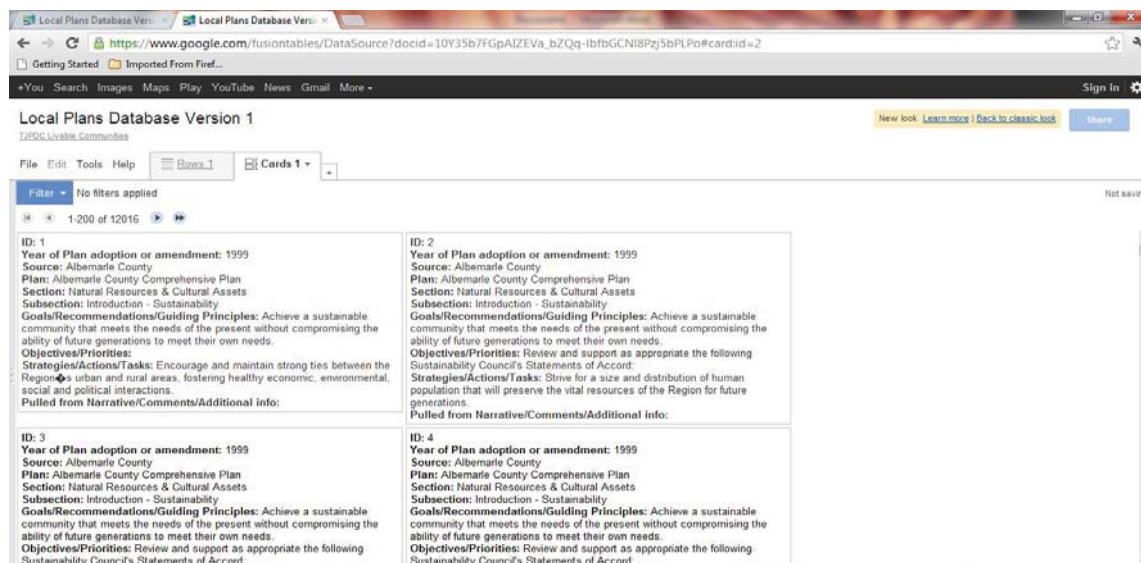 Local Plans Database Versi
Local Plans Database Versi
https://www.google.com/fusiontables/DataSource?docid=10Y35b7FGpAIZEVa_bZQq-IbfbGCNI8Pzj5bPLPo#card:id=2
Getting Started Imported From Firef...
+You Search Images Maps Play YouTube News Gmail More
Sign in
Local Plans Database Version 1
New look Learn more | Back to classic look
Share
TJPDC Livable Communities
File Edit Tools Help Rows 1 Cards 1
Filter No filters applied
Not savin
1-200 of 12016
ID: 1
Year of Plan adoption or amendment: 1999
Source: Albemarle County
Plan: Albemarle County Comprehensive Plan
Section: Natural Resources & Cultural Assets
Subsection: Introduction - Sustainability
Goals/Recommendations/Guiding Principles: Achieve a sustainable
community that meets the needs of the present without compromising the
ability of future generations to meet their own needs.
Objectives/Priorities:
Strategies/Actions/Tasks: Encourage and maintain strong ties between the
Region�s urban and rural areas, fostering healthy economic, environmental,
social and political interactions.
Pulled from Narrative/Comments/Additional info:
ID: 2
Year of Plan adoption or amendment: 1999
Source: Albemarle County
Plan: Albemarle County Comprehensive Plan
Section: Natural Resources & Cultural Assets
Subsection: Introduction - Sustainability
Goals/Recommendations/Guiding Principles: Achieve a sustainable
community that meets the needs of the present without compromising the
ability of future generations to meet their own needs.
Objectives/Priorities: Review and support as appropriate the following
Sustainability Council's Statements of Accord:
Strategies/Actions/Tasks: Strive for a size and distribution of human
population that will preserve the vital resources of the Region for future
generations.
Pulled from Narrative/Comments/Additional info:
ID: 3
Year of Plan adoption or amendment: 1999
Source: Albemarle County
Plan: Albemarle County Comprehensive Plan
Section: Natural Resources & Cultural Assets
Subsection: Introduction - Sustainability
Goals/Recommendations/Guiding Principles: Achieve a sustainable
community that meets the needs of the present without compromising the
ability of future generations to meet their own needs.
Objectives/Priorities: Review and support as appropriate the following
Sustainability Council's Statements of Accord:
ID: 4
Year of Plan adoption or amendment: 1999
Source: Albemarle County
Plan: Albemarle County Comprehensive Plan
Section: Natural Resources & Cultural Assets
Subsection: Introduction - Sustainability
Goals/Recommendations/Guiding Principles: Achieve a sustainable
community that meets the needs of the present without compromising the
ability of future generations to meet their own needs.
Objectives/Priorities: Review and support as appropriate the following
Sustainability Council's Statements of Accord: